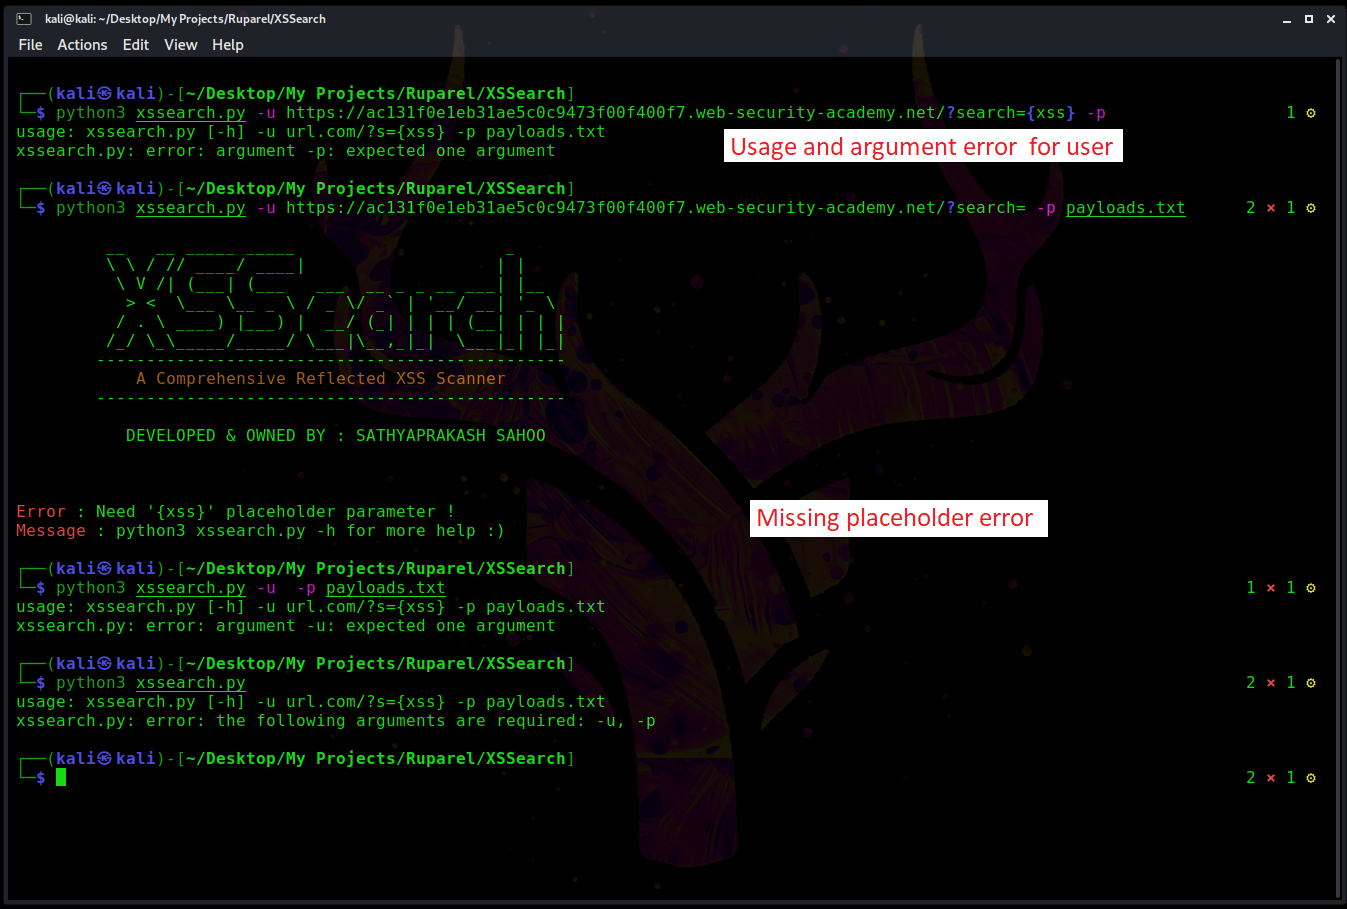 kali@kali: ~/Desktop/My Projects/Ruparel/XSSearch
File Actions Edit View Help
┌──(kali㉿kali)-[~/Desktop/My Projects/Ruparel/XSSearch]
└─$ python3 xssearch.py -u https://ac131f0e1eb31ae5c0c9473f00f400f7.web-security-academy.net/?search={xss} -p 1 ⚙
usage: xssearch.py [-h] -u url.com/?s={xss} -p payloads.txt
xssearch.py: error: argument -p: expected one argument
Usage and argument error for user
┌──(kali㉿kali)-[~/Desktop/My Projects/Ruparel/XSSearch]
└─$ python3 xssearch.py -u https://ac131f0e1eb31ae5c0c9473f00f400f7.web-security-academy.net/?search= -p payloads.txt 2 ⨯ 1 ⚙
XSSearch
-----------------------------------------------
A Comprehensive Reflected XSS Scanner
-----------------------------------------------
DEVELOPED & OWNED BY : SATHYAPRAKASH SAHOO
Error : Need '{xss}' placeholder parameter !
Missing placeholder error
Message : python3 xssearch.py -h for more help :)
┌──(kali㉿kali)-[~/Desktop/My Projects/Ruparel/XSSearch]
└─$ python3 xssearch.py -u  -p payloads.txt 1 ⨯ 1 ⚙
usage: xssearch.py [-h] -u url.com/?s={xss} -p payloads.txt
xssearch.py: error: argument -u: expected one argument
┌──(kali㉿kali)-[~/Desktop/My Projects/Ruparel/XSSearch]
└─$ python3 xssearch.py 2 ⨯ 1 ⚙
usage: xssearch.py [-h] -u url.com/?s={xss} -p payloads.txt
xssearch.py: error: the following arguments are required: -u, -p
┌──(kali㉿kali)-[~/Desktop/My Projects/Ruparel/XSSearch]
└─$ 2 ⨯ 1 ⚙